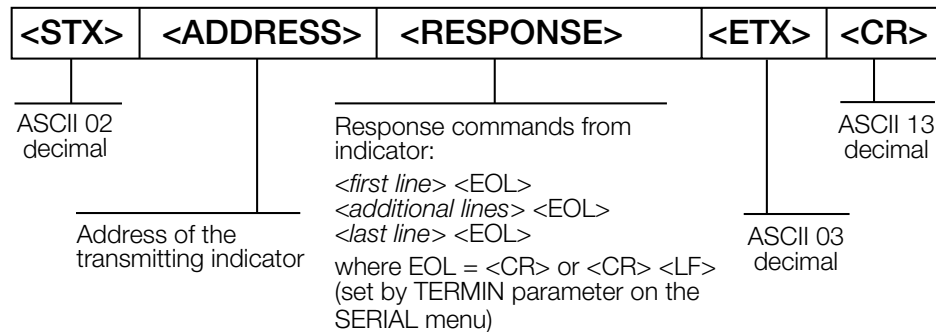 <STX> <ADDRESS> <RESPONSE> <ETX> <CR>
ASCII 02
decimal
Address of the
transmitting indicator
Response commands from
indicator:
<first line> <EOL>
<additional lines> <EOL>
<last line> <EOL>
where EOL = <CR> or <CR> <LF>
(set by TERMIN parameter on the
SERIAL menu)
ASCII 03
decimal
ASCII 13
decimal